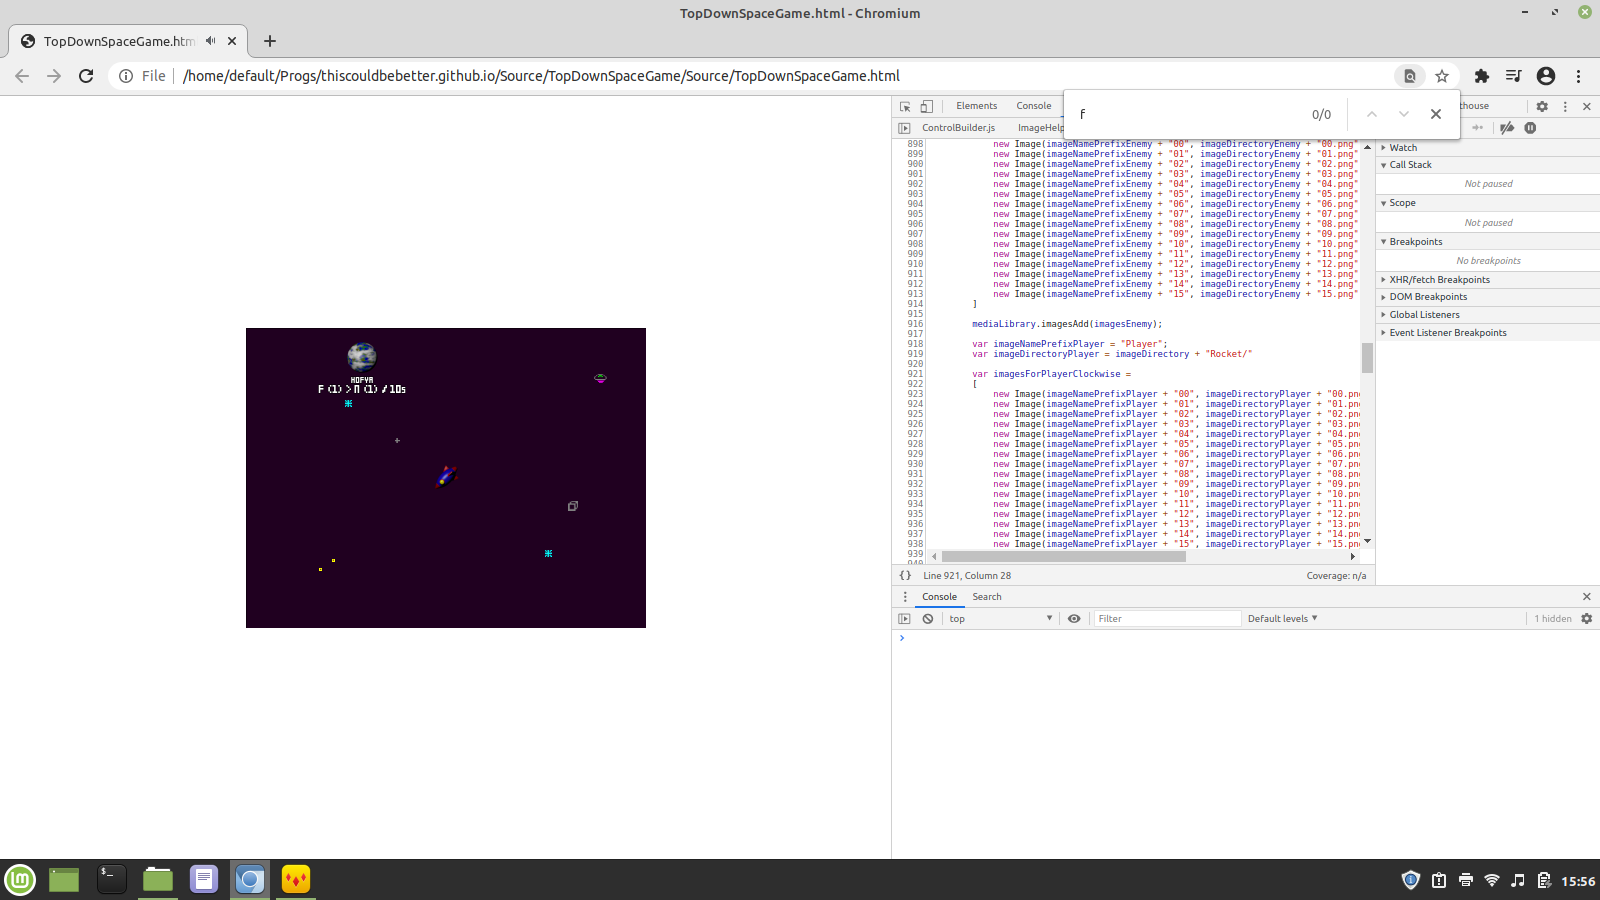 TopDownSpaceGame.html - Chromium
TopDownSpaceGame.htm
File
/home/default/Progs/thiscouldbebetter.github.io/Source/TopDownSpaceGame/Source/TopDownSpaceGame.html
Elements
Console
thouse
f
0/0
ControlBuilder.js
ImageHelp
898 new Image(imageNamePrefixEnemy + "00", imageDirectoryEnemy + "00.png"
899 new Image(imageNamePrefixEnemy + "01", imageDirectoryEnemy + "01.png"
900 new Image(imageNamePrefixEnemy + "02", imageDirectoryEnemy + "02.png"
901 new Image(imageNamePrefixEnemy + "03", imageDirectoryEnemy + "03.png"
902 new Image(imageNamePrefixEnemy + "04", imageDirectoryEnemy + "04.png"
903 new Image(imageNamePrefixEnemy + "05", imageDirectoryEnemy + "05.png"
904 new Image(imageNamePrefixEnemy + "06", imageDirectoryEnemy + "06.png"
905 new Image(imageNamePrefixEnemy + "07", imageDirectoryEnemy + "07.png"
906 new Image(imageNamePrefixEnemy + "08", imageDirectoryEnemy + "08.png"
907 new Image(imageNamePrefixEnemy + "09", imageDirectoryEnemy + "09.png"
908 new Image(imageNamePrefixEnemy + "10", imageDirectoryEnemy + "10.png"
909 new Image(imageNamePrefixEnemy + "11", imageDirectoryEnemy + "11.png"
910 new Image(imageNamePrefixEnemy + "12", imageDirectoryEnemy + "12.png"
911 new Image(imageNamePrefixEnemy + "13", imageDirectoryEnemy + "13.png"
912 new Image(imageNamePrefixEnemy + "14", imageDirectoryEnemy + "14.png"
913 new Image(imageNamePrefixEnemy + "15", imageDirectoryEnemy + "15.png"
914 ]
915
916 mediaLibrary.imagesAdd(imagesEnemy);
917
918 var imageNamePrefixPlayer = "Player";
919 var imageDirectoryPlayer = imageDirectory + "Rocket/"
920
921 var imagesForPlayerClockwise =
922 [
923 new Image(imageNamePrefixPlayer + "00", imageDirectoryPlayer + "00.pn
924 new Image(imageNamePrefixPlayer + "01", imageDirectoryPlayer + "01.pn
925 new Image(imageNamePrefixPlayer + "02", imageDirectoryPlayer + "02.pn
926 new Image(imageNamePrefixPlayer + "03", imageDirectoryPlayer + "03.pn
927 new Image(imageNamePrefixPlayer + "04", imageDirectoryPlayer + "04.pn
928 new Image(imageNamePrefixPlayer + "05", imageDirectoryPlayer + "05.pn
929 new Image(imageNamePrefixPlayer + "06", imageDirectoryPlayer + "06.pn
930 new Image(imageNamePrefixPlayer + "07", imageDirectoryPlayer + "07.pn
931 new Image(imageNamePrefixPlayer + "08", imageDirectoryPlayer + "08.pn
932 new Image(imageNamePrefixPlayer + "09", imageDirectoryPlayer + "09.pn
933 new Image(imageNamePrefixPlayer + "10", imageDirectoryPlayer + "10.pn
934 new Image(imageNamePrefixPlayer + "11", imageDirectoryPlayer + "11.pn
935 new Image(imageNamePrefixPlayer + "12", imageDirectoryPlayer + "12.pn
936 new Image(imageNamePrefixPlayer + "13", imageDirectoryPlayer + "13.pn
937 new Image(imageNamePrefixPlayer + "14", imageDirectoryPlayer + "14.pn
938 new Image(imageNamePrefixPlayer + "15", imageDirectoryPlayer + "15.pn
939
940
{ } Line 921, Column 28
Coverage: n/a
Watch
Call Stack
Not paused
Scope
Not paused
Breakpoints
No breakpoints
XHR/fetch Breakpoints
DOM Breakpoints
Global Listeners
Event Listener Breakpoints
HOFYA
F (1) > M (1) / 10s
Console
Search
top
Filter
Default levels
1 hidden
15:56